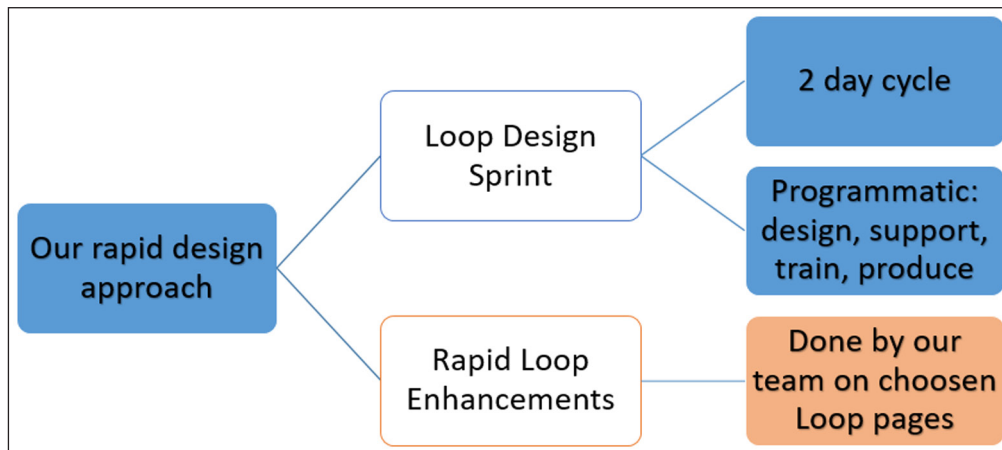 Our rapid design
approach
Loop Design
Sprint
2 day cycle
Programmatic:
design, support,
train, produce
Rapid Loop
Enhancements
Done by our
team on choosen
Loop pages